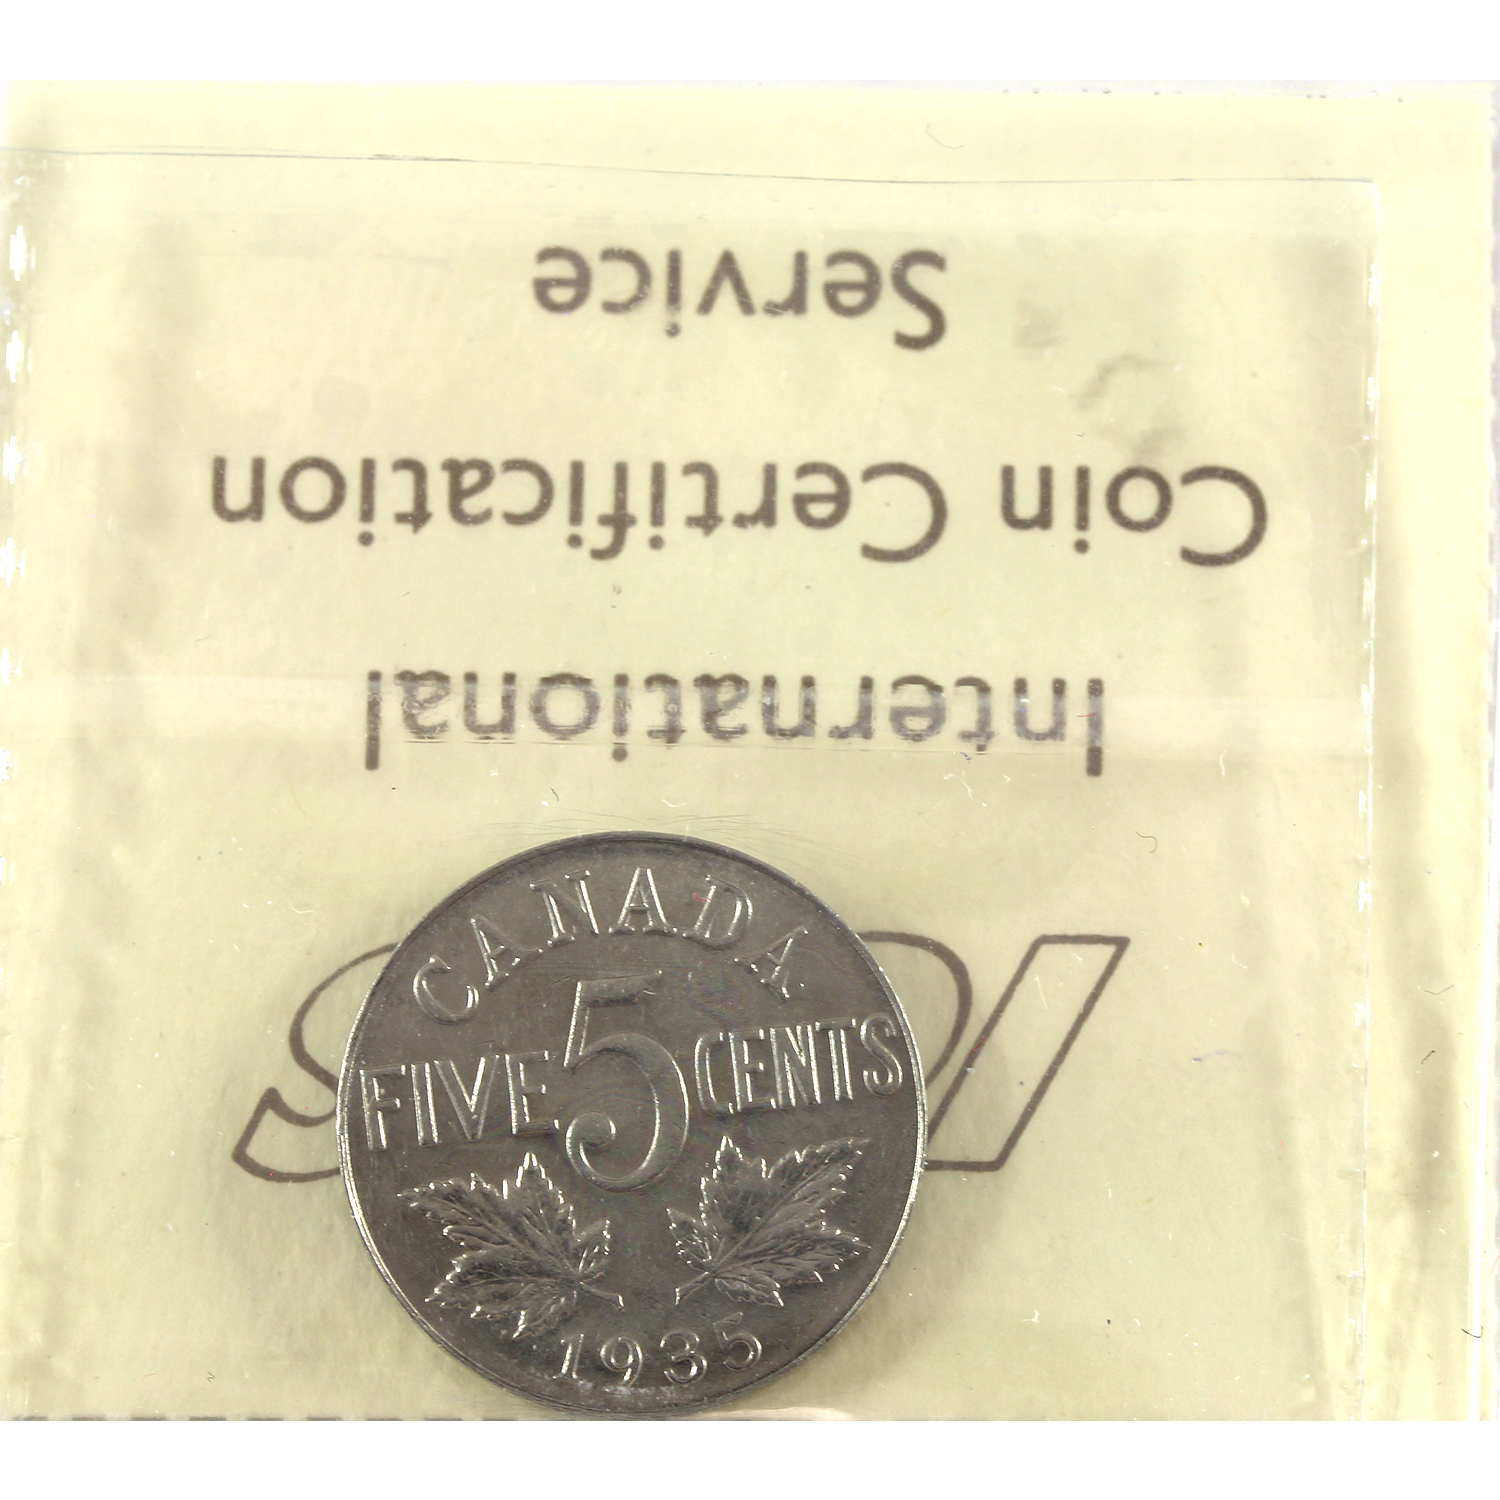 International
Coin Certification
Service
CANADA
FIVE 5 CENTS
1935